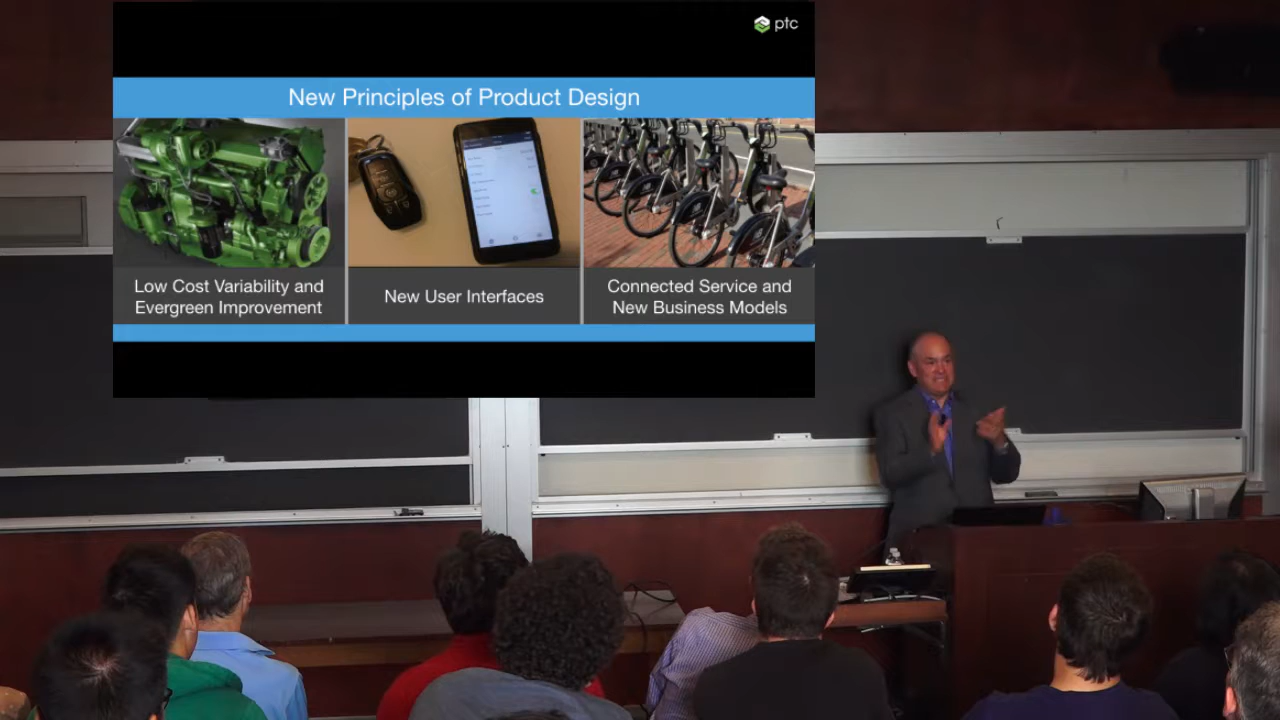 ptc
New Principles of Product Design
Low Cost Variability and
Evergreen Improvement
New User Interfaces
Connected Service and
New Business Models